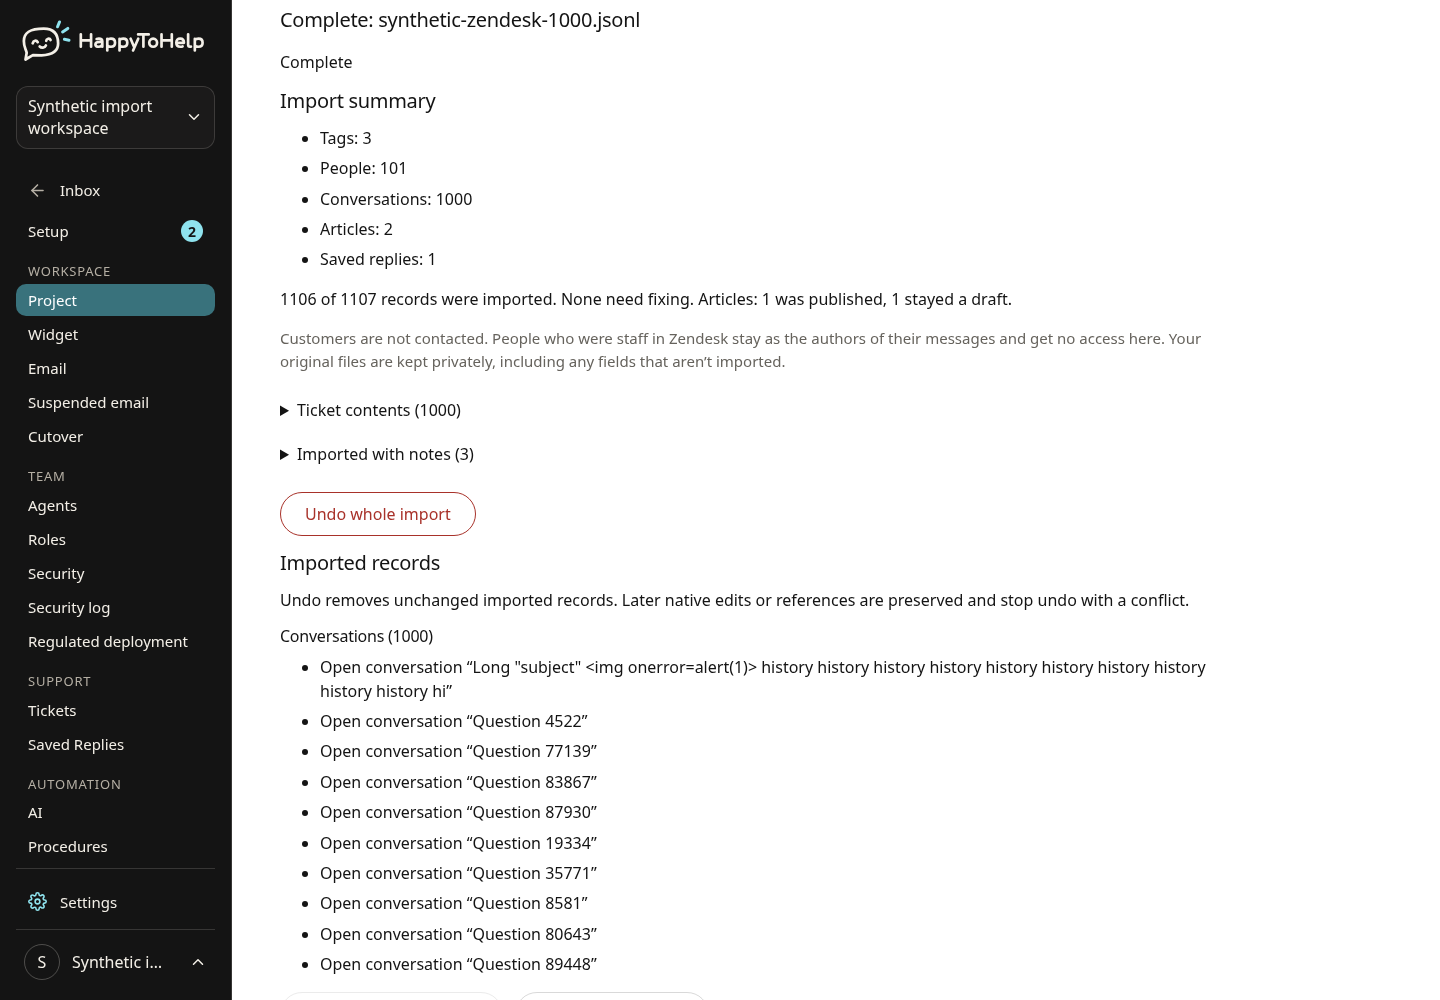 HappyToHelp
Synthetic import
workspace
Inbox
Setup
2
WORKSPACE
Project
Widget
Email
Suspended email
Cutover
TEAM
Agents
Roles
Security
Security log
Regulated deployment
SUPPORT
Tickets
Saved Replies
AUTOMATION
AI
Procedures
Settings
S
Synthetic i...
Complete: synthetic-zendesk-1000.jsonl
Complete
Import summary
Tags: 3
People: 101
Conversations: 1000
Articles: 2
Saved replies: 1
1106 of 1107 records were imported. None need fixing. Articles: 1 was published, 1 stayed a draft.
Customers are not contacted. People who were staff in Zendesk stay as the authors of their messages and get no access here. Your
original files are kept privately, including any fields that aren’t imported.
Ticket contents (1000)
Imported with notes (3)
Undo whole import
Imported records
Undo removes unchanged imported records. Later native edits or references are preserved and stop undo with a conflict.
Conversations (1000)
Open conversation “Long "subject" <img onerror=alert(1)> history history history history history history history history
history history hi”
Open conversation “Question 4522”
Open conversation “Question 77139”
Open conversation “Question 83867”
Open conversation “Question 87930”
Open conversation “Question 19334”
Open conversation “Question 35771”
Open conversation “Question 8581”
Open conversation “Question 80643”
Open conversation “Question 89448”